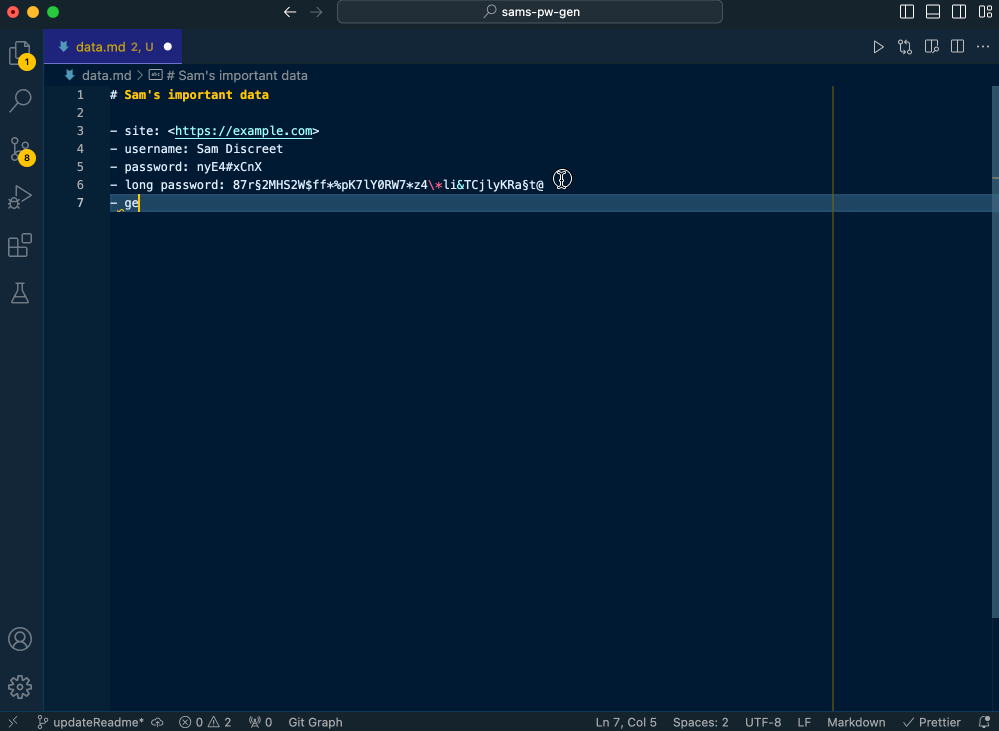 sams-pw-gen
1
data.md 2, U
data.md > # Sam's important data
1 # Sam's important data
2
3 - site: <https://example.com>
4 - username: Sam Discreet
5 - password: nyE4#xCnX
6 - long password: 87r§2MHS2W$ff*%pK7lY0RW7*z4\*li&TCjlyKRa§t@
7 - ge
8
updateReadme* 0 2 0 Git Graph Ln 7, Col 5 Spaces: 2 UTF-8 LF Markdown Prettier